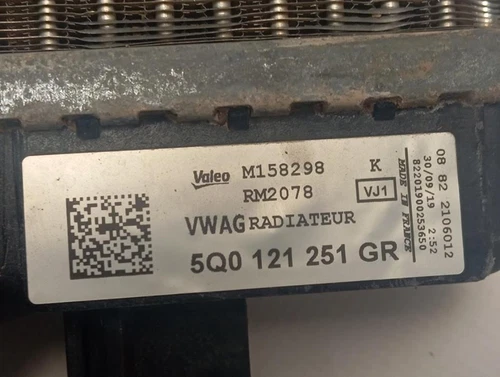 Valeo M158298 K
RM2078 VJ1
VWAG RADIATEUR
5Q0 121 251 GR
08 82 2106012
30/09/19 2:52
82201900253650
MADE IN FRANCE